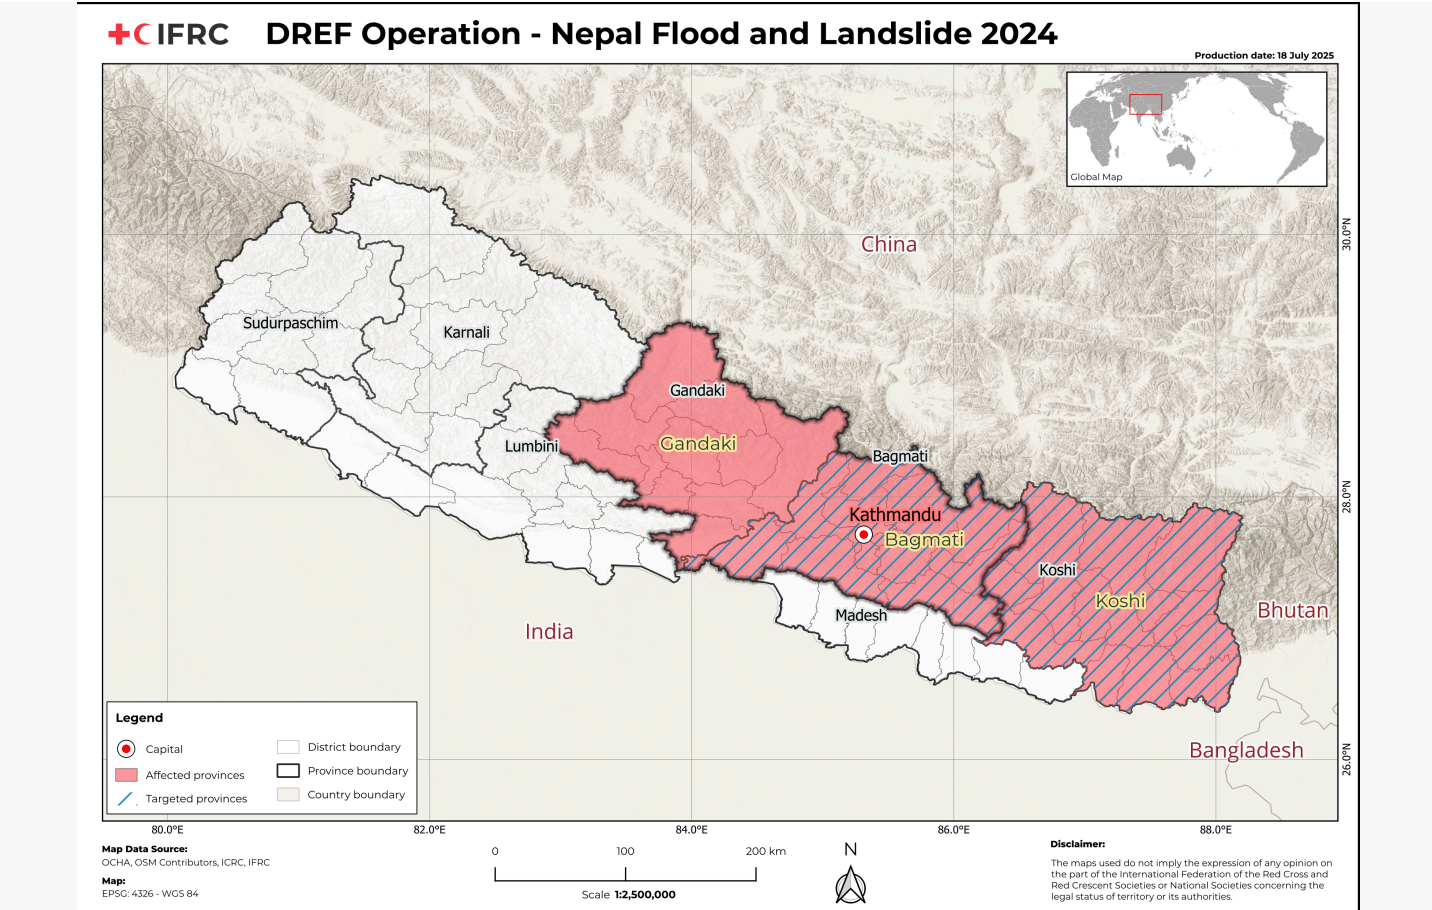 IFRC
DREF Operation - Nepal Flood and Landslide 2024
Production date: 18 July 2025
Global Map
China
30.0°N
Sudurpaschim
Karnali
Gandaki
Gandaki
Lumbini
Bagmati
28.0°N
Kathmandu
Bagmati
Koshi
Koshi
Bhutan
Madesh
India
Bangladesh
26.0°N
Legend
Capital
Affected provinces
Targeted provinces
District boundary
Province boundary
Country boundary
80.0°E
82.0°E
84.0°E
86.0°E
88.0°E
Map Data Source:
OCHA, OSM Contributors, ICRC, IFRC
Map:
EPSG: 4326 - WGS 84
0 100 200 km
Scale 1:2,500,000
N
Disclaimer:
The maps used do not imply the expression of any opinion on
the part of the International Federation of the Red Cross and
Red Crescent Societies or National Societies concerning the
legal status of territory or its authorities.